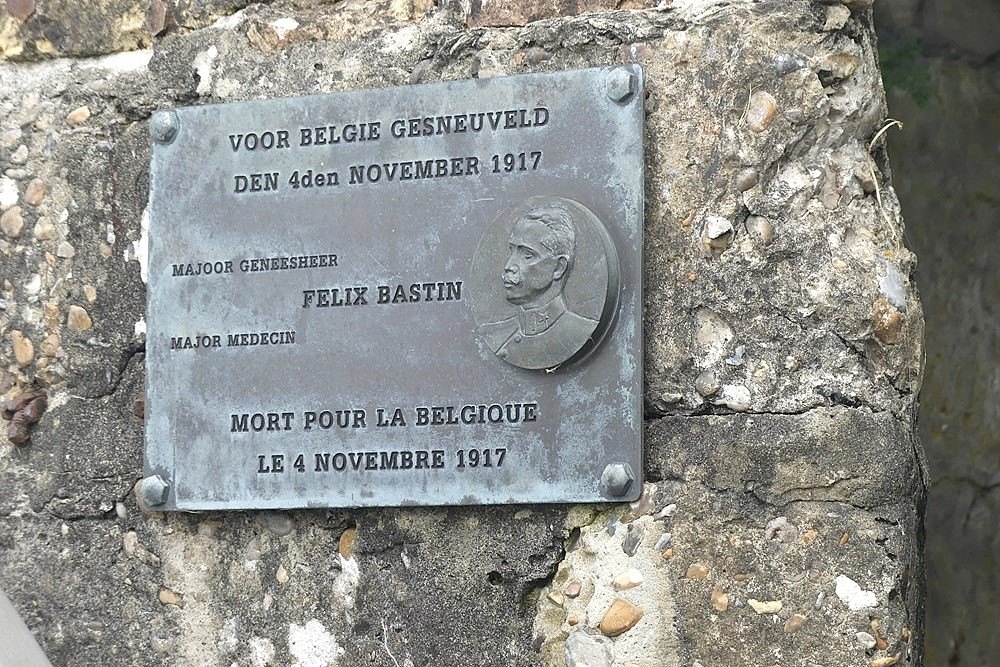 VOOR BELGIE GESNEUVELD
DEN 4den NOVEMBER 1917
MAJOOR GENEESHEER
FELIX BASTIN
MAJOR MEDECIN
MORT POUR LA BELGIQUE
LE 4 NOVEMBRE 1917